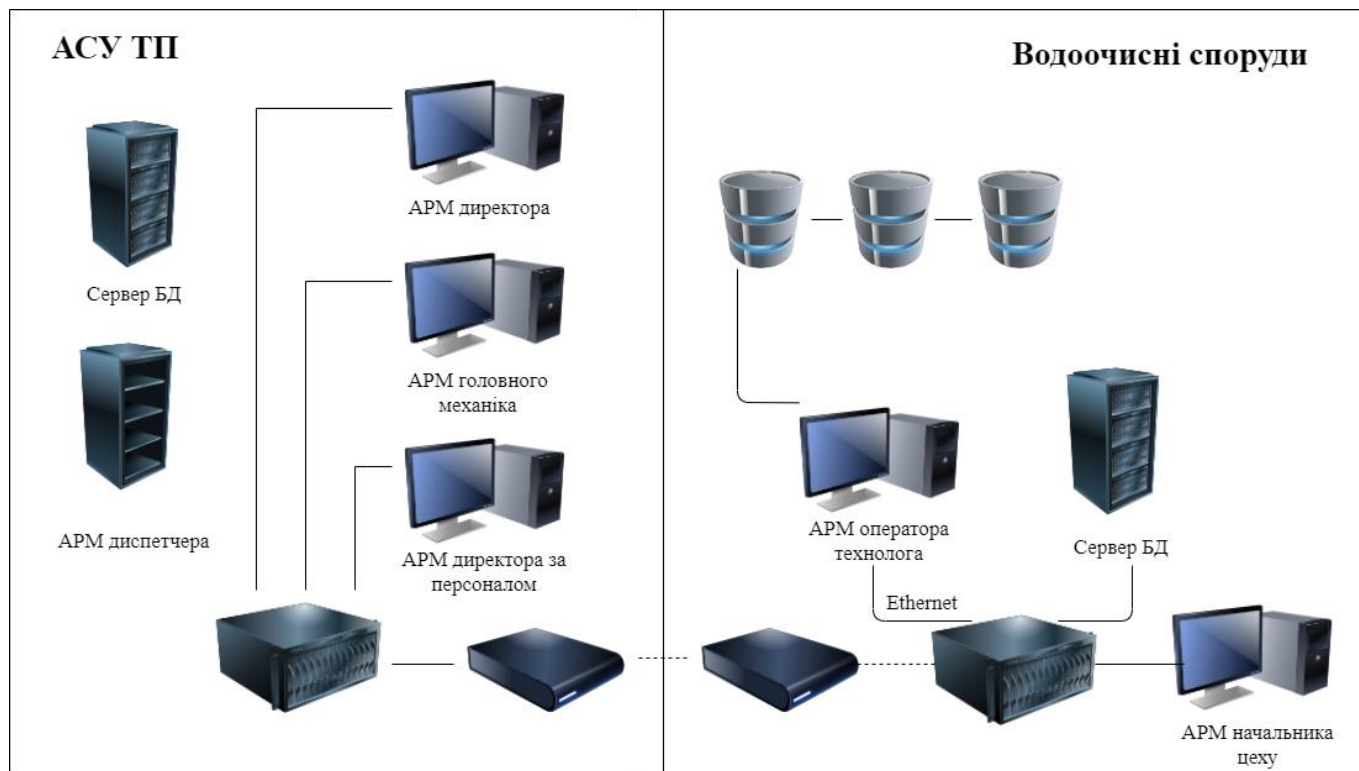 АСУ ТП
Водоочисні споруди
АРМ директора
Сервер БД
АРМ головного
механіка
АРМ диспетчера
АРМ директора за
персоналом
АРМ оператора
технолога
Сервер БД
Ethernet
АРМ начальника
цеху